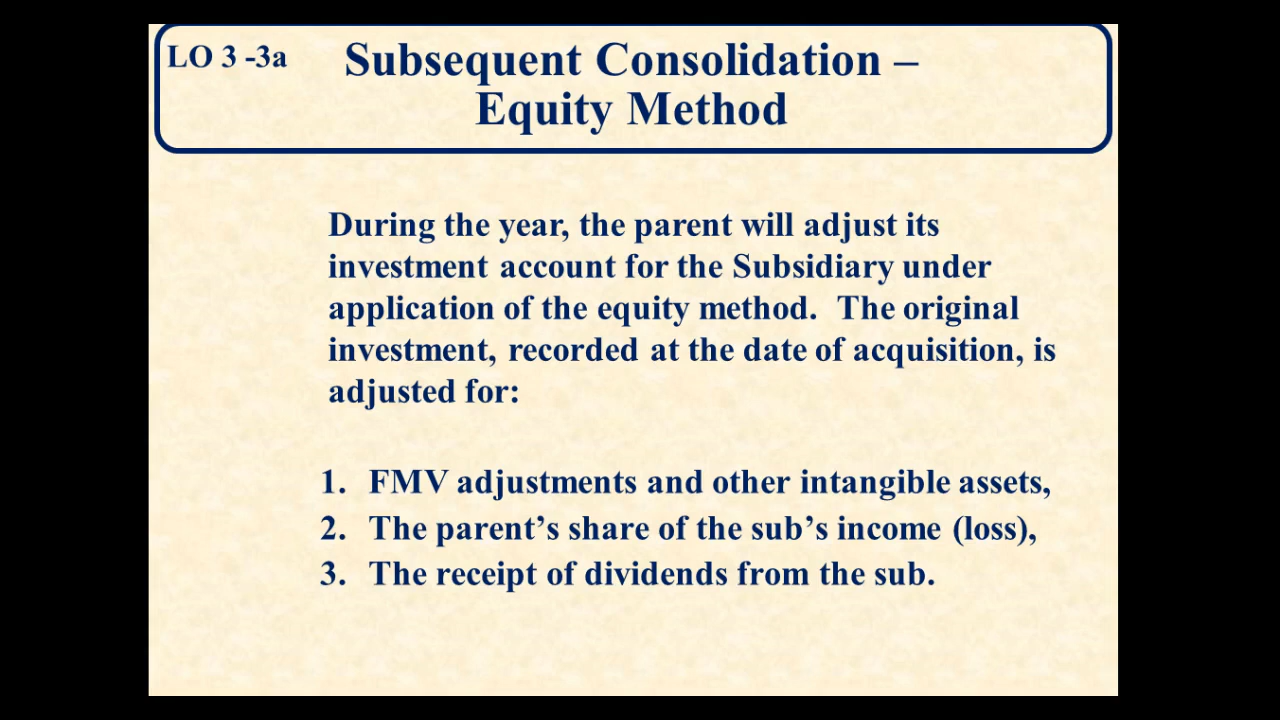 LO 3 -3a
Subsequent Consolidation –
Equity Method
During the year, the parent will adjust its
investment account for the Subsidiary under
application of the equity method. The original
investment, recorded at the date of acquisition, is
adjusted for:
1. FMV adjustments and other intangible assets,
2. The parent’s share of the sub’s income (loss),
3. The receipt of dividends from the sub.